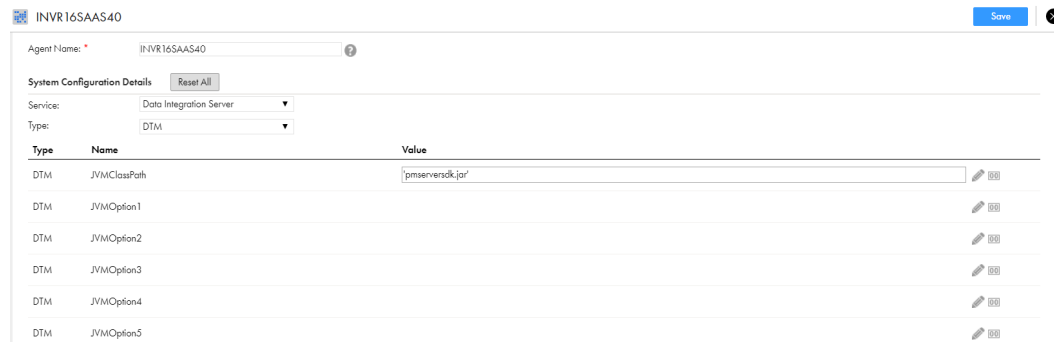 INVR16SAAS40
Save
Agent Name: * INVR16SAAS40 ?
System Configuration Details Reset All
Service: Data Integration Server
Type: DTM
Type Name Value
DTM JVMClassPath 'pmserversdk.jar'
DTM JVMOption1
DTM JVMOption2
DTM JVMOption3
DTM JVMOption4
DTM JVMOption5